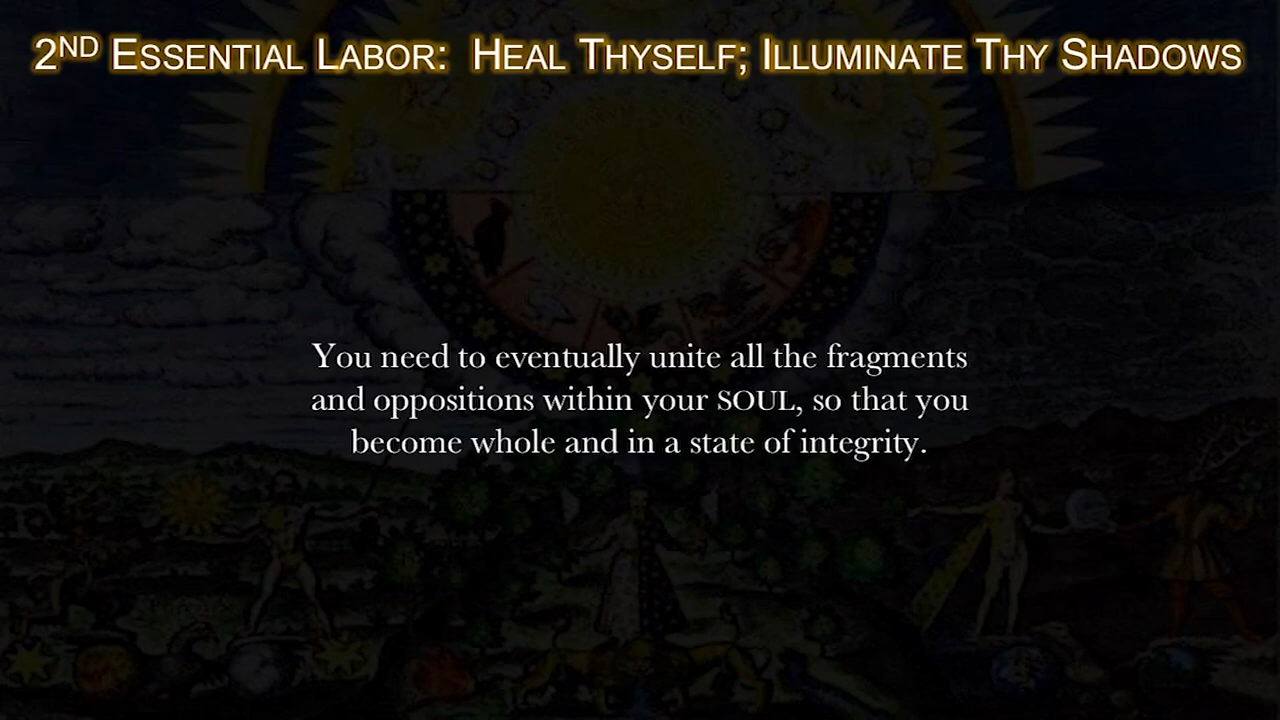 2ND ESSENTIAL LABOR: HEAL THYSELF; ILLUMINATE THY SHADOWS
You need to eventually unite all the fragments
and oppositions within your SOUL, so that you
become whole and in a state of integrity.